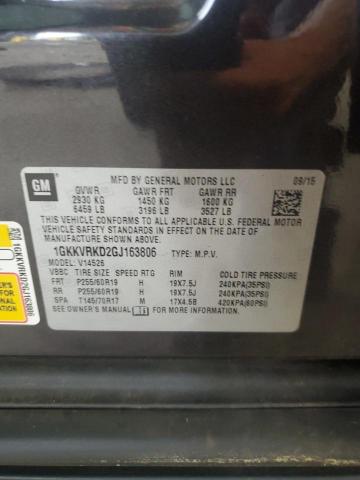 GM
MFD BY GENERAL MOTORS LLC 09/15
GVWR GAWR FRT GAWR RR
2930 KG 1450 KG 1600 KG
6459 LB 3196 LB 3527 LB
THIS VEHICLE CONFORMS TO ALL APPLICABLE U.S. FEDERAL MOTOR
VEHICLE SAFETY STANDARDS IN EFFECT ON THE DATE OF
MANUFACTURE SHOWN ABOVE.
1GKKVRKD2GJ163806 TYPE: M.P.V.
MODEL: V14526
VBBC TIRE SIZE SPEED RTG RIM COLD TIRE PRESSURE
FRT P255/60R19 H 19X7.5J 240KPA(35PSI)
RR P255/60R19 H 19X7.5J 240KPA(35PSI)
SPA T145/70R17 M 17X4.5B 420KPA(60PSI)
SEE OWNER'S MANUAL FOR MORE INFORMATION.
1GKKVRKD2GJ163806